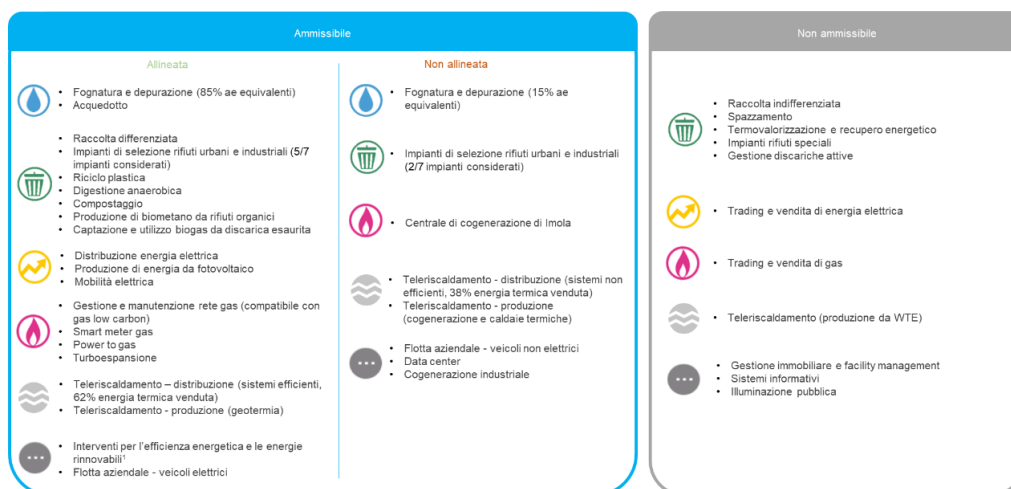 Ammissibile
Allineata
• Fognatura e depurazione (85% ae equivalenti)
• Acquedotto
• Raccolta differenziata
• Impianti di selezione rifiuti urbani e industriali (5/7
impianti considerati)
• Riciclo plastica
• Digestione anaerobica
• Compostaggio
• Produzione di biometano da rifiuti organici
• Captazione e utilizzo biogas da discarica esaurita
• Distribuzione energia elettrica
• Produzione di energia da fotovoltaico
• Mobilità elettrica
• Gestione e manutenzione rete gas (compatibile con
gas low carbon)
• Smart meter gas
• Power to gas
• Turboespansione
• Teleriscaldamento – distribuzione (sistemi efficienti,
62% energia termica venduta)
• Teleriscaldamento - produzione (geotermia)
• Interventi per l'efficienza energetica e le energie
rinnovabili¹
• Flotta aziendale - veicoli elettrici
Non allineata
• Fognatura e depurazione (15% ae
equivalenti)
• Impianti di selezione rifiuti urbani e industriali
(2/7 impianti considerati)
• Centrale di cogenerazione di Imola
• Teleriscaldamento - distribuzione (sistemi non
efficienti, 38% energia termica venduta)
• Teleriscaldamento - produzione
(cogenerazione e caldaie termiche)
• Flotta aziendale - veicoli non elettrici
• Data center
• Cogenerazione industriale
Non ammissibile
• Raccolta indifferenziata
• Spazzamento
• Termovalorizzazione e recupero energetico
• Impianti rifiuti speciali
• Gestione discariche attive
• Trading e vendita di energia elettrica
• Trading e vendita di gas
• Teleriscaldamento (produzione da WTE)
• Gestione immobiliare e facility management
• Sistemi informativi
• Illuminazione pubblica